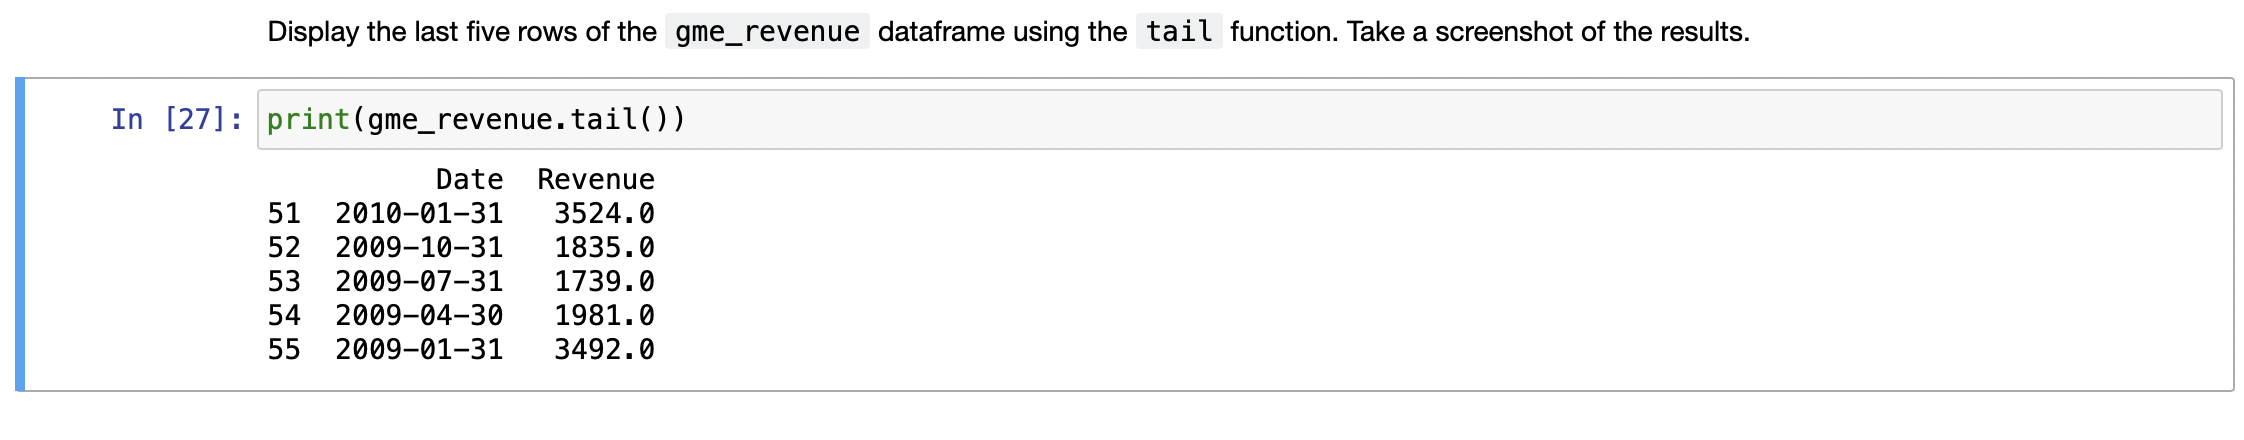 Display the last five rows of the gme_revenue dataframe using the tail function. Take a screenshot of the results.
In [27]: print(gme_revenue.tail())
Date Revenue
51 2010-01-31 3524.0
52 2009-10-31 1835.0
53 2009-07-31 1739.0
54 2009-04-30 1981.0
55 2009-01-31 3492.0